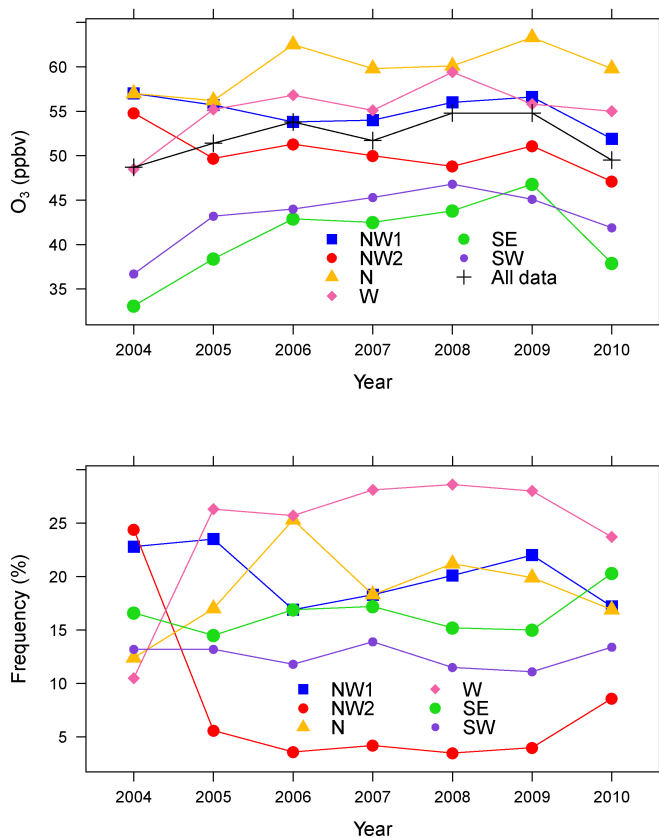 60
55
50
45
40
35
O3 (ppbv)
NW1 SE
NW2 SW
N All data
W
2004 2005 2006 2007 2008 2009 2010
Year
25
20
15
10
5
Frequency (%)
NW1 W
NW2 SE
N SW
2004 2005 2006 2007 2008 2009 2010
Year